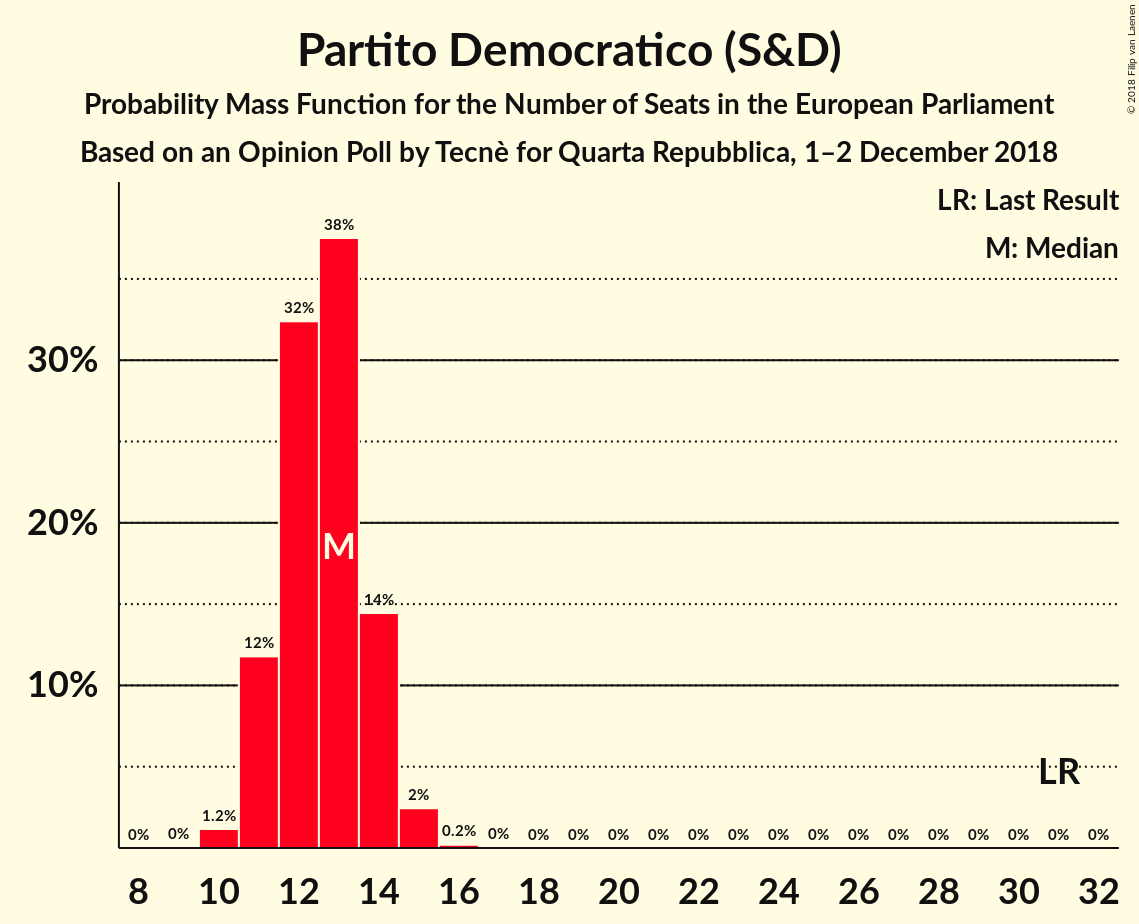 © 2018 Filip van Laenen
Partito Democratico (S&D)
Probability Mass Function for the Number of Seats in the European Parliament
Based on an Opinion Poll by Tecnè for Quarta Repubblica, 1–2 December 2018
LR: Last Result
M: Median
30%
20%
10%
0% 0% 1.2% 12% 32% 38% 14% 2% 0.2% 0% 0% 0% 0% 0% 0% 0% 0% 0% 0% 0% 0% 0% 0% 0% 0%
M
LR
8 10 12 14 16 18 20 22 24 26 28 30 32